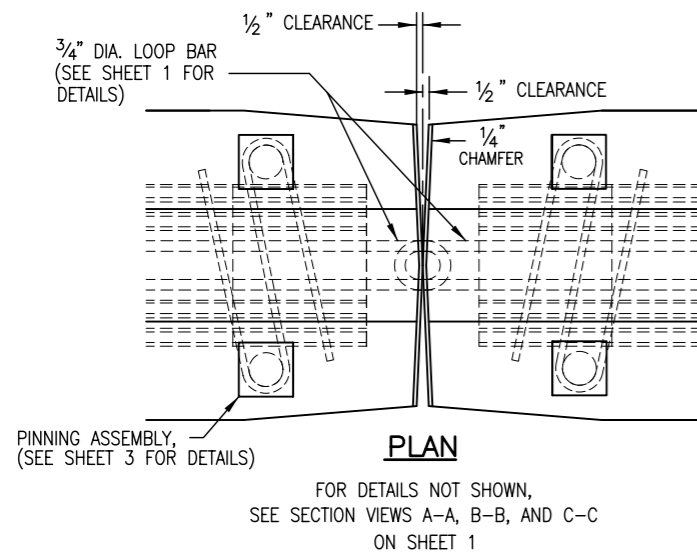 ½" CLEARANCE
¾" DIA. LOOP BAR
(SEE SHEET 1 FOR
DETAILS)
½" CLEARANCE
¼"
CHAMFER
PINNING ASSEMBLY,
(SEE SHEET 3 FOR DETAILS)
PLAN
FOR DETAILS NOT SHOWN,
SEE SECTION VIEWS A-A, B-B, AND C-C
ON SHEET 1